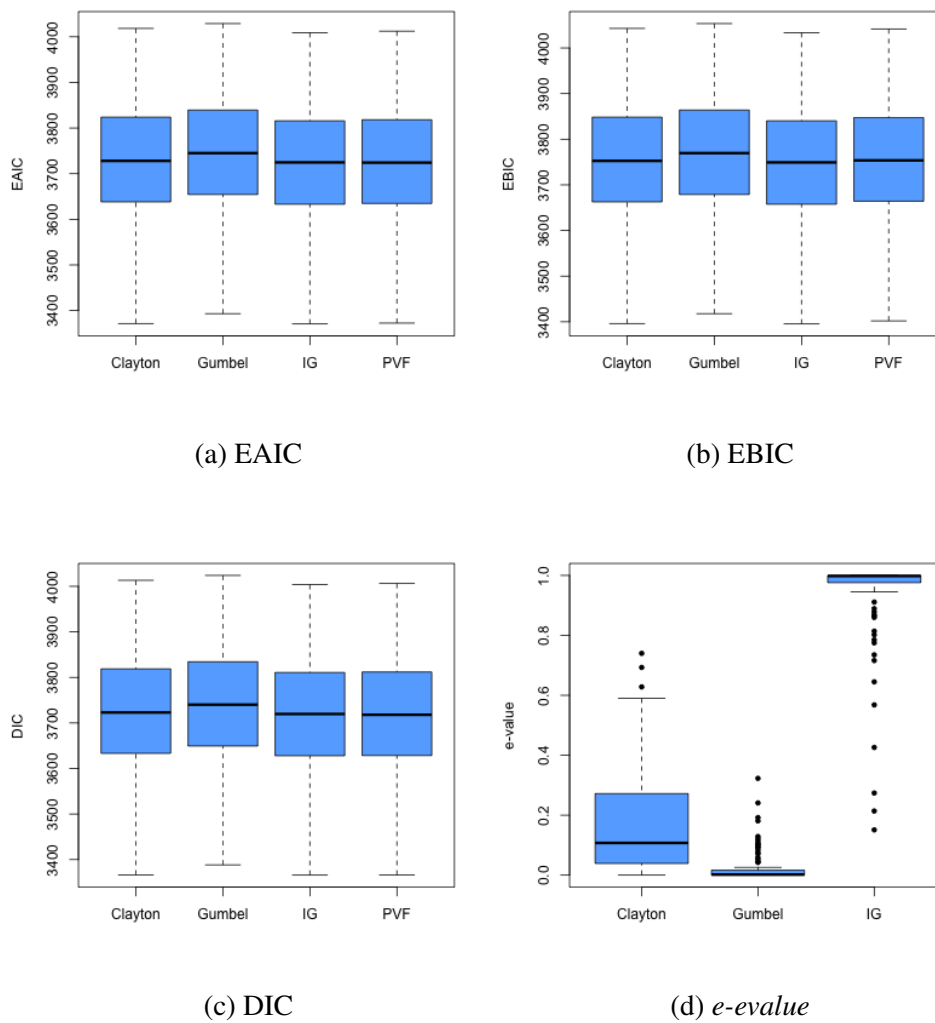 EAIC
4000
3900
3800
3700
3600
3500
3400
Clayton Gumbel IG PVF
(a) EAIC
EBIC
4000
3900
3800
3700
3600
3500
3400
Clayton Gumbel IG PVF
(b) EBIC
DIC
4000
3900
3800
3700
3600
3500
3400
Clayton Gumbel IG PVF
(c) DIC
e-value
1.0
0.8
0.6
0.4
0.2
0.0
Clayton Gumbel IG
(d) e-evalue